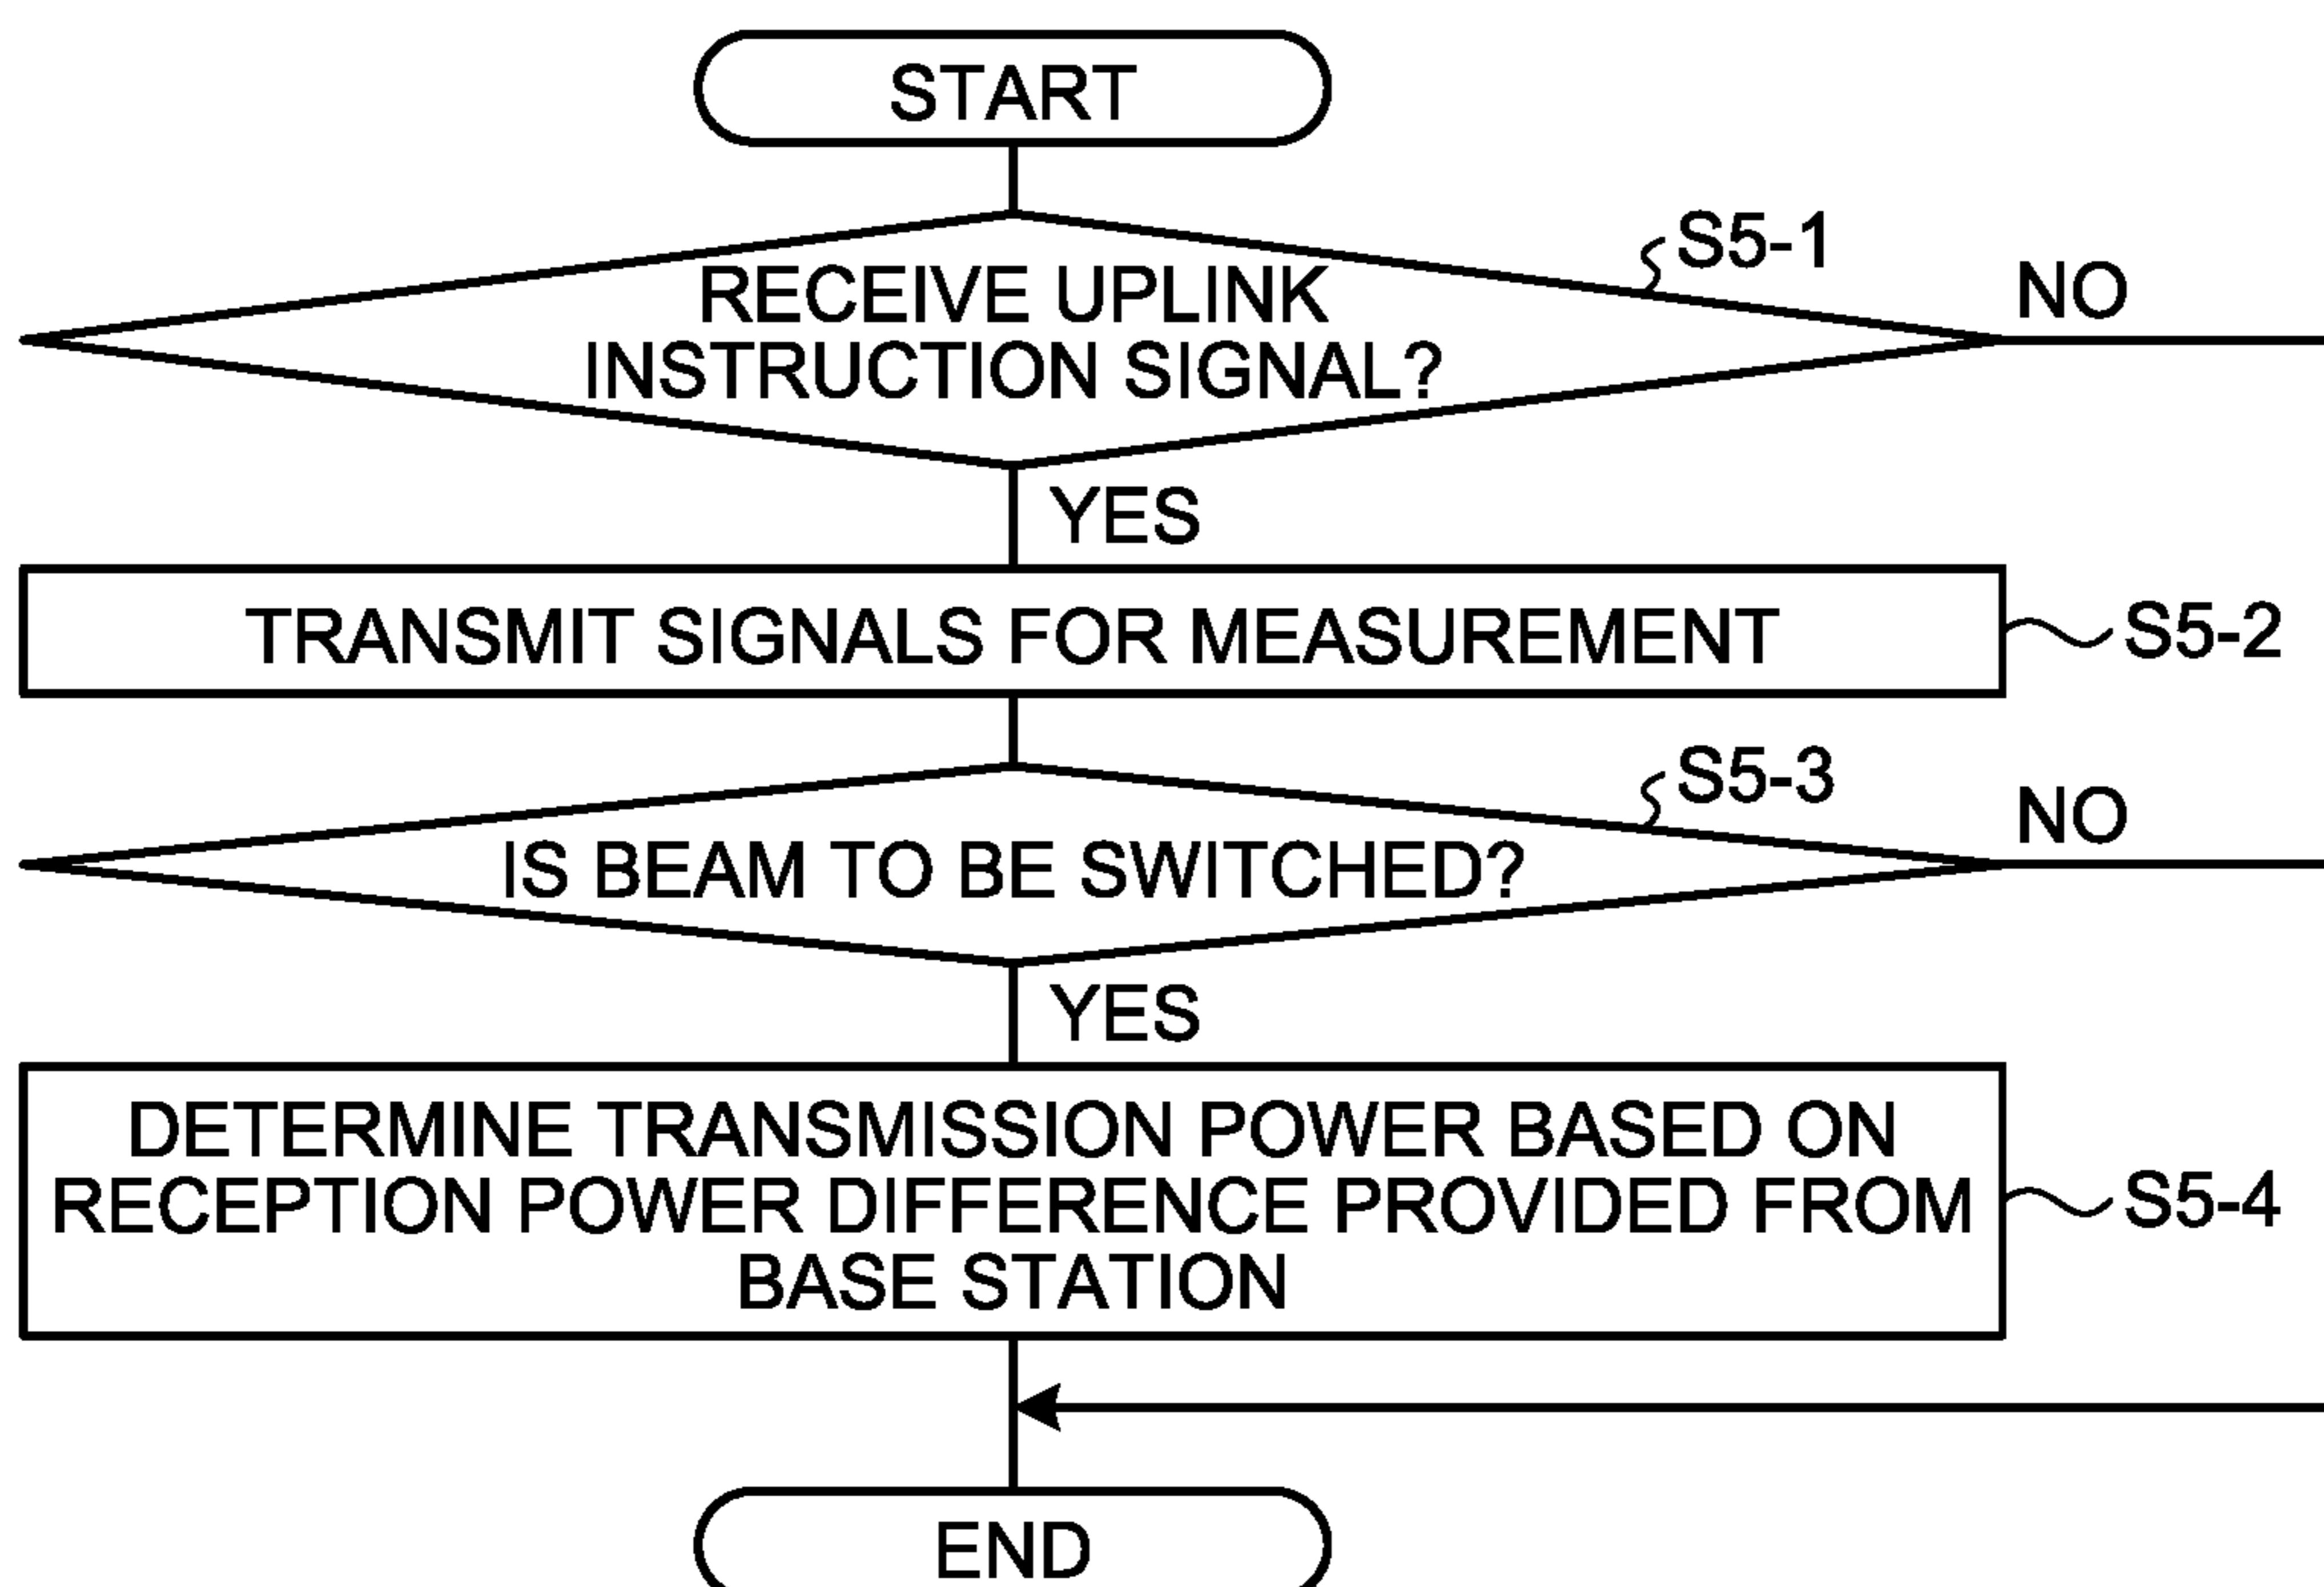 START
S5-1
RECEIVE UPLINK
INSTRUCTION SIGNAL?
NO
YES
TRANSMIT SIGNALS FOR MEASUREMENT
S5-2
S5-3
IS BEAM TO BE SWITCHED?
NO
YES
DETERMINE TRANSMISSION POWER BASED ON
RECEPTION POWER DIFFERENCE PROVIDED FROM
BASE STATION
S5-4
END